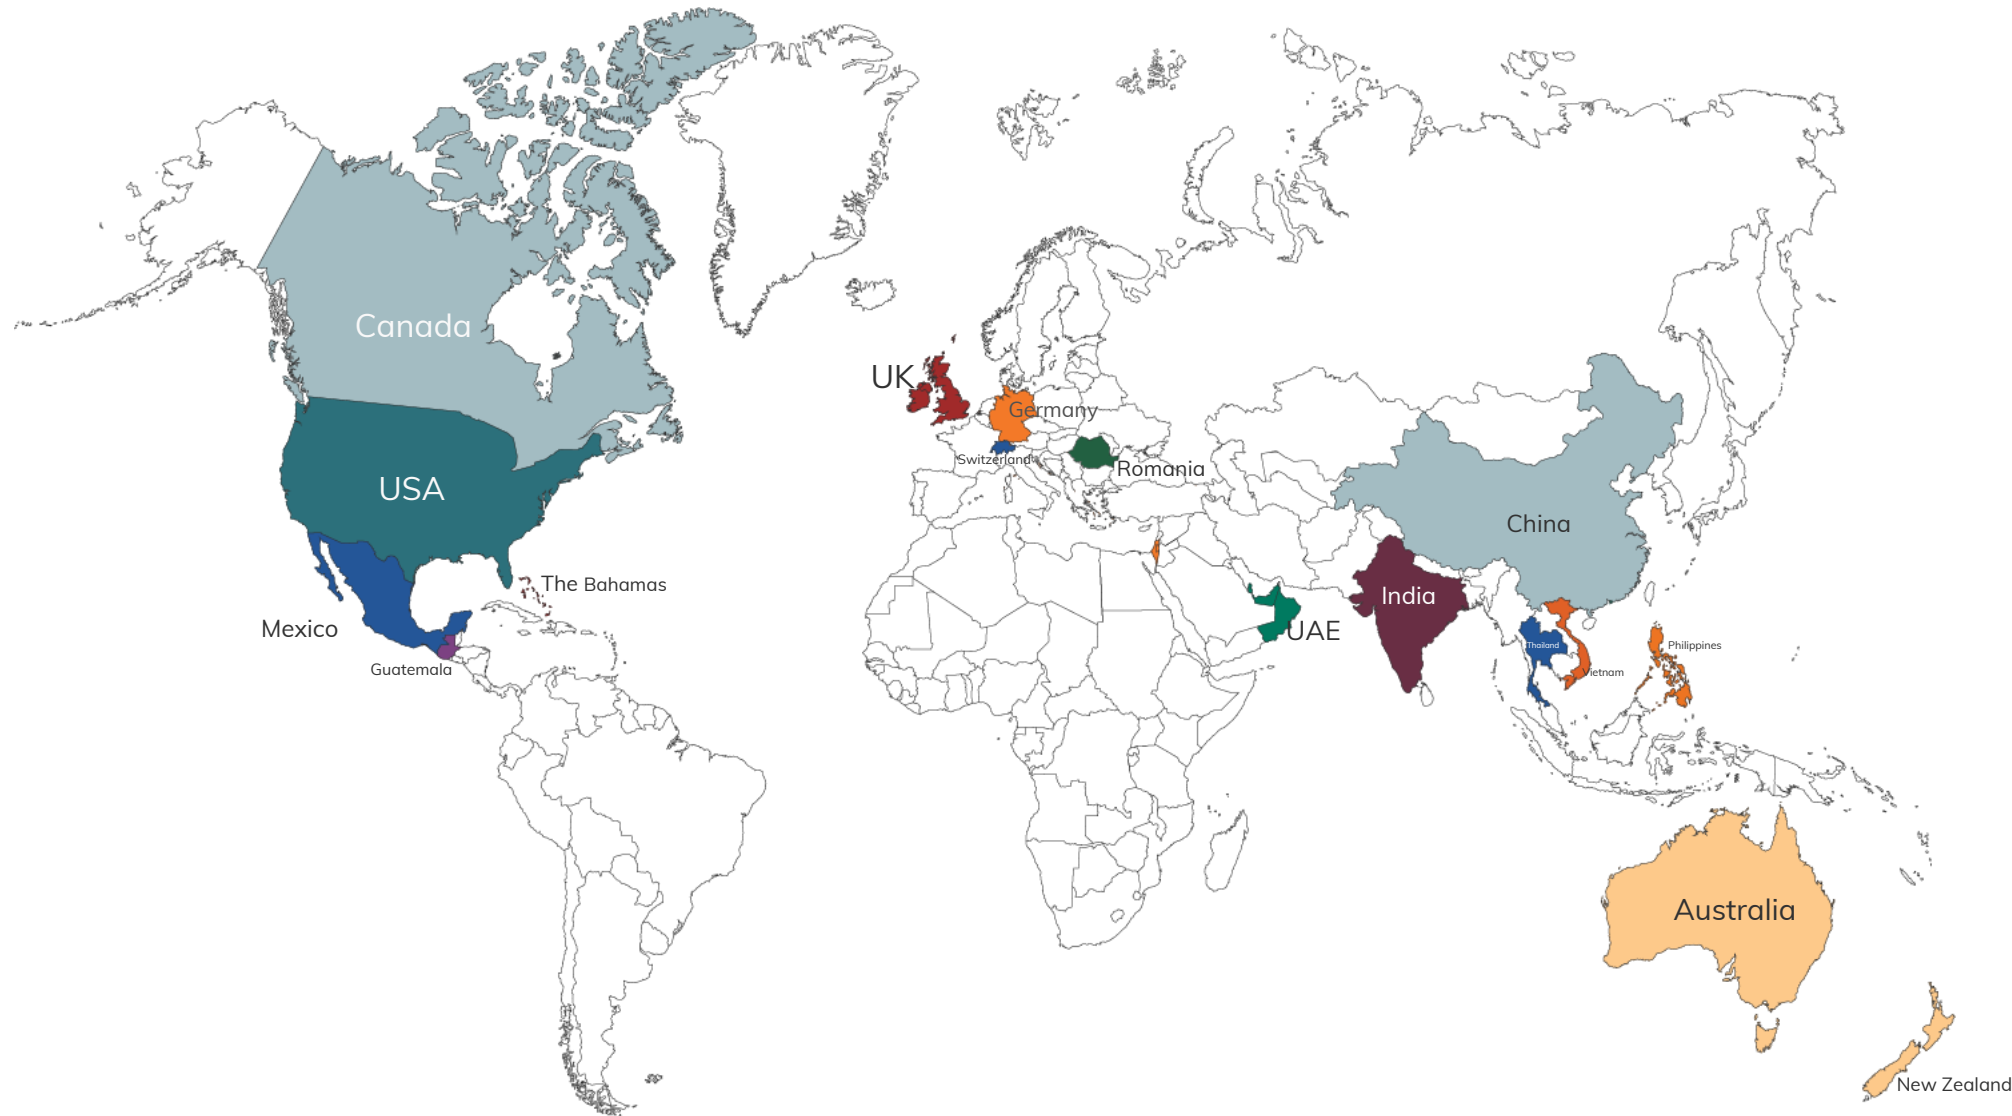 Canada
UK
Germany
Switzerland
Romania
USA
China
The Bahamas
India
Mexico
UAE
Guatemala
Thailand
Philippines
Vietnam
Australia
New Zealand